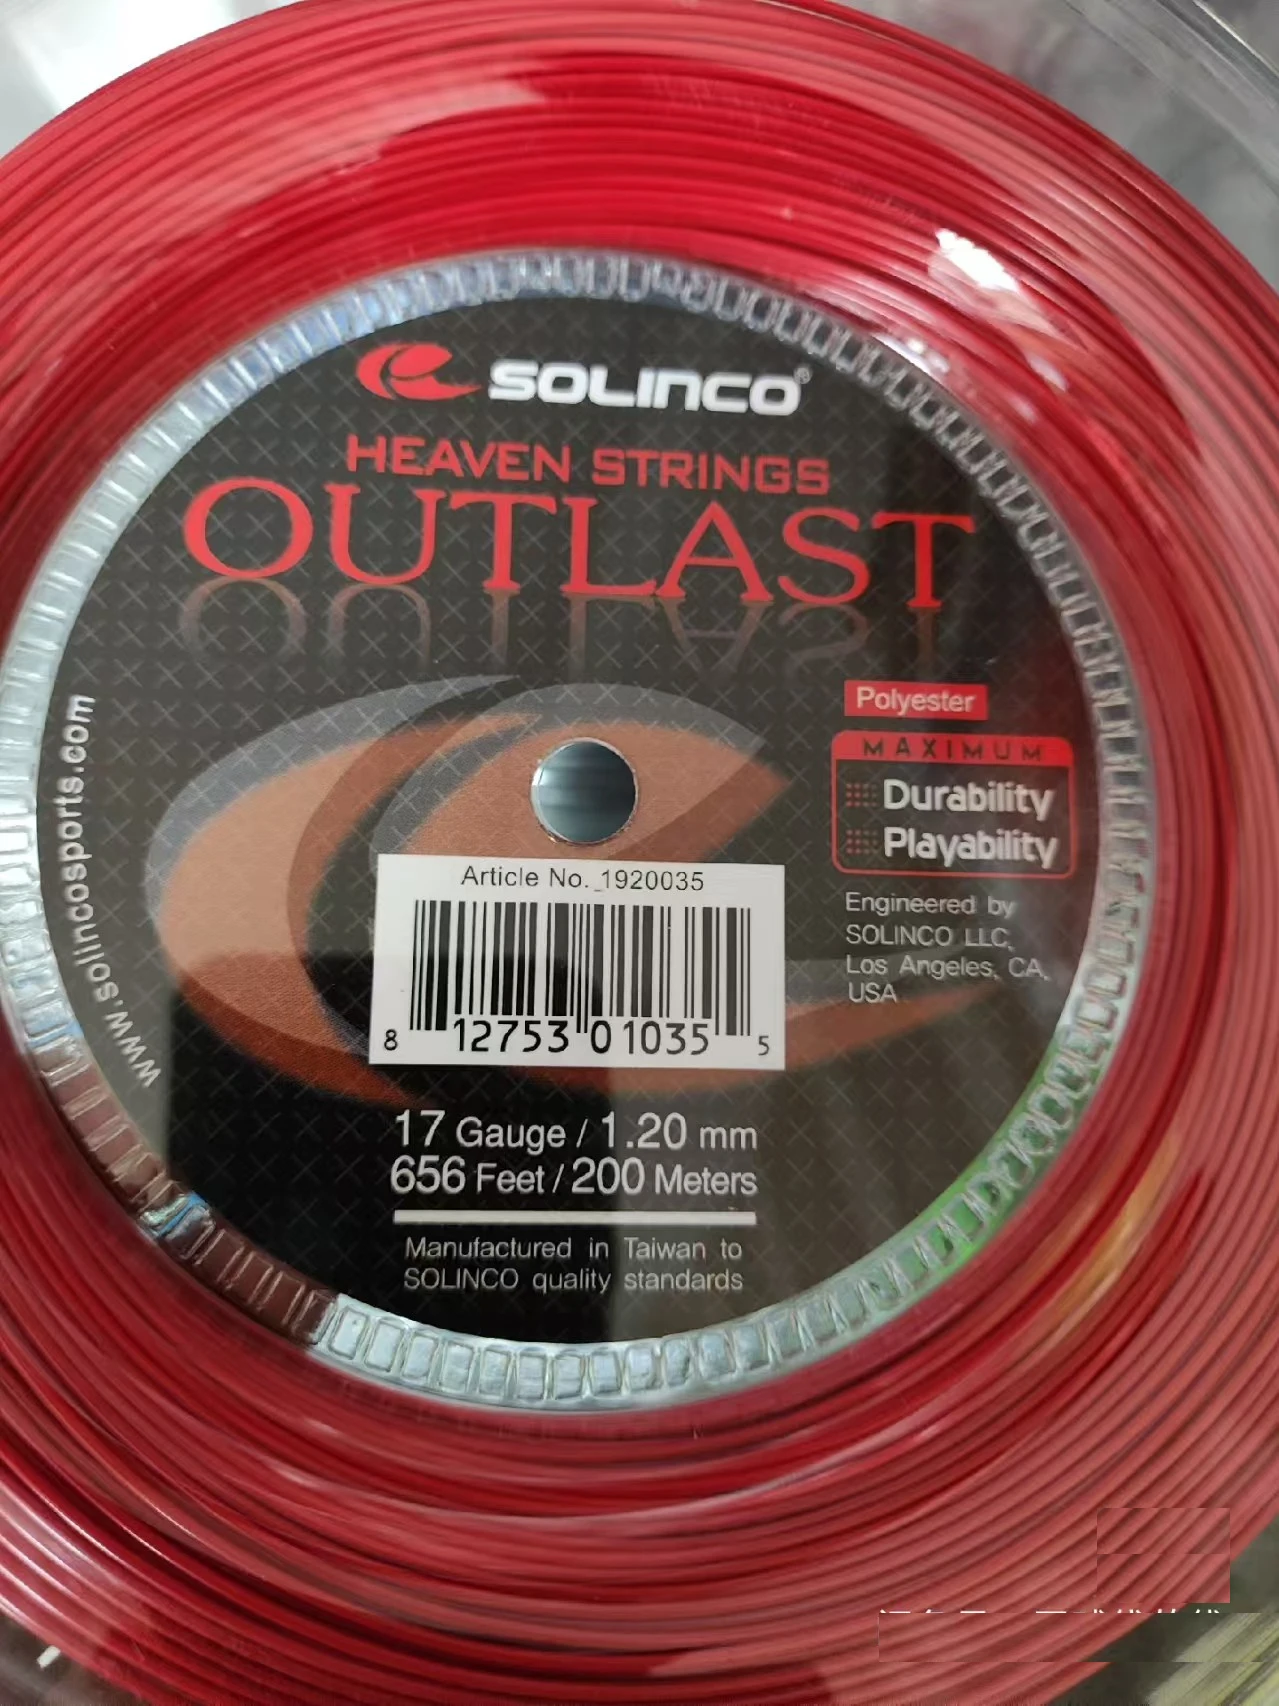 SOLINCO®
HEAVEN STRINGS
OUTLAST
Polyester
MAXIMUM
Durability
Playability
www.solincosports.com
Article No. 1920035
8 12753 01035 5
Engineered by
SOLINCO LLC,
Los Angeles, CA,
USA
17 Gauge / 1.20 mm
656 Feet / 200 Meters
Manufactured in Taiwan to
SOLINCO quality standards